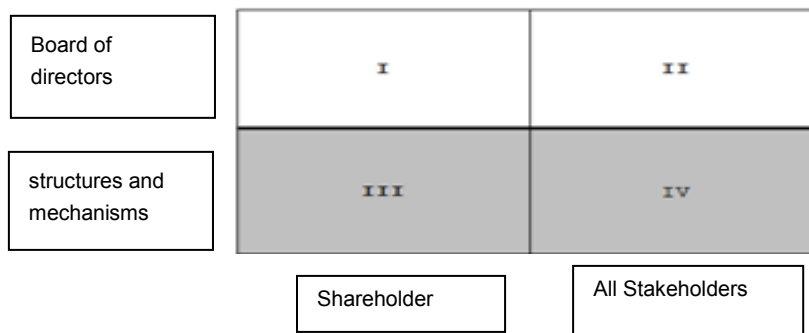 Board of
directors
I
II
structures and
mechanisms
III
IV
Shareholder
All Stakeholders